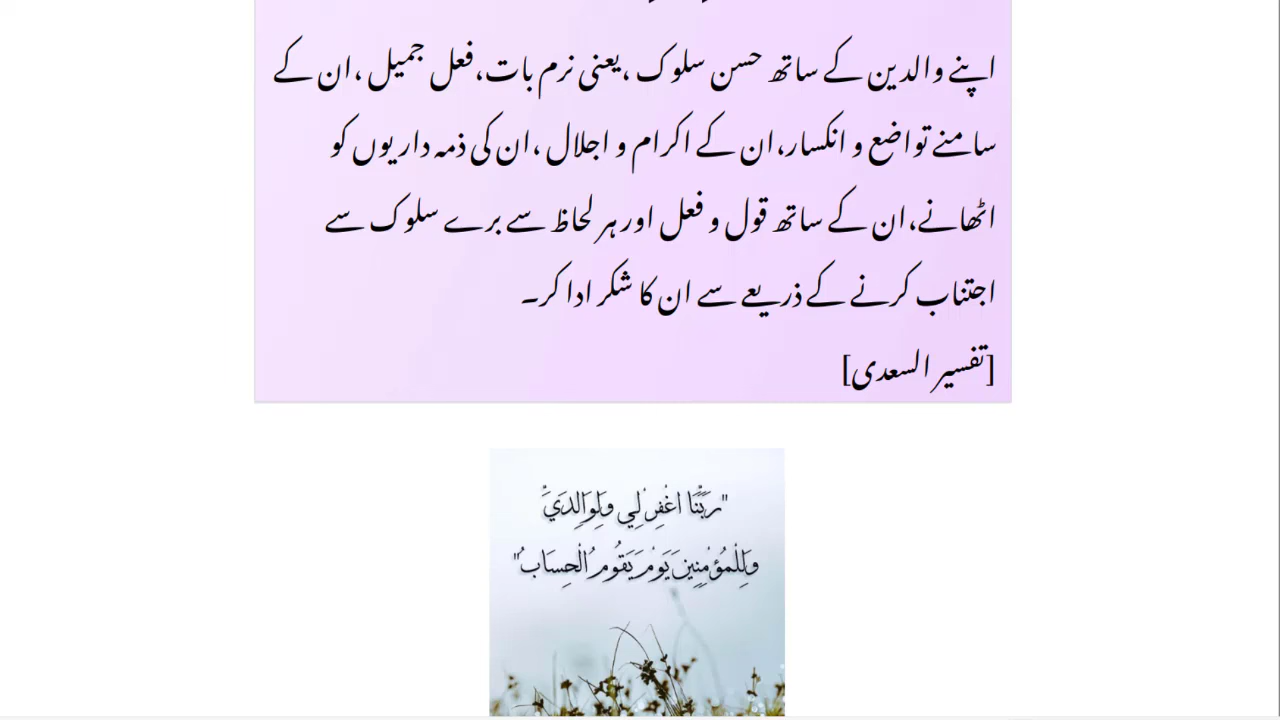 اپنے والدین کے ساتھ حسن سلوک ،یعنی نرم بات،فعل جمیل ،ان کے
سامنے تواضع و انکسار،ان کے اکرام و اجلال ،ان کی ذمہ داریوں کو
اٹھانے،ان کے ساتھ قول و فعل اور ہر لحاظ سے برے سلوک سے
اجتناب کرنے کے ذریعے سے ان کا شکر ادا کر۔
[تفسیر السعدی]
"رَبَّنَا اغْفِرْ لِي وَلِوَالِدَيَّ
وَلِلْمُؤْمِنِينَ يَوْمَ يَقُومُ الْحِسَابُ"